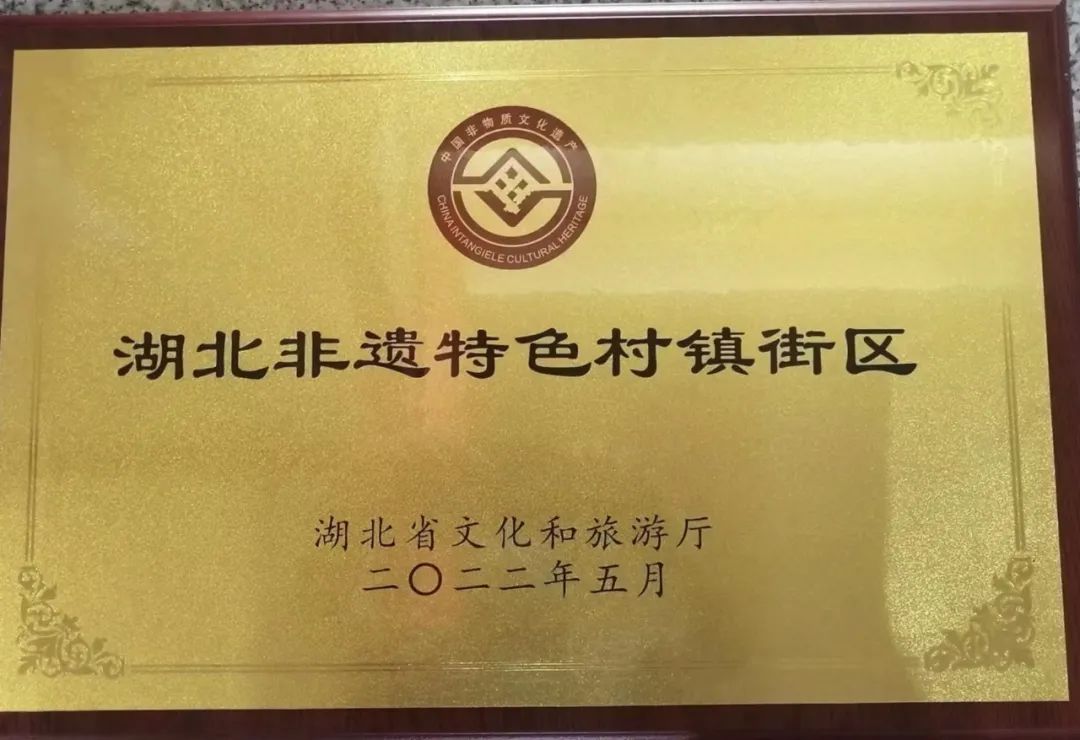 中国非物质文化遗产
CHINA INTANGIELE CULTURAL HERITAGE
湖北非遗特色村镇街区
湖北省文化和旅游厅
二〇二二年五月